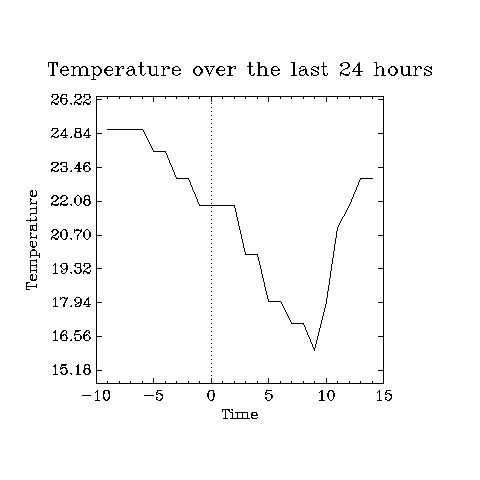 Temperature over the last 24 hours
26.22
24.84
23.46
22.08
20.70
19.32
17.94
16.56
15.18
Temperature
−10 −5 0 5 10 15
Time